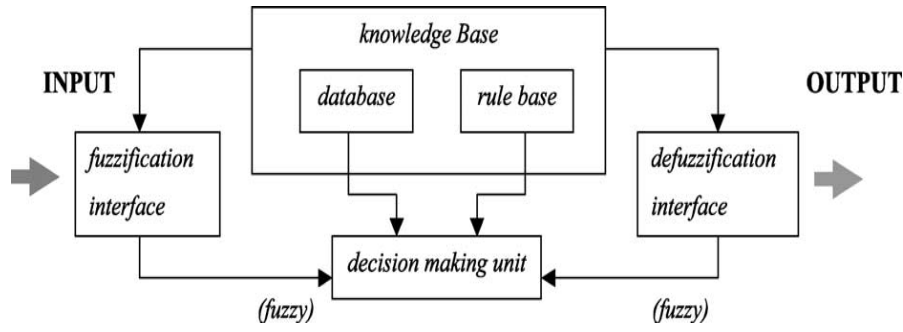 knowledge Base
INPUT
OUTPUT
database
rule base
fuzzification
interface
defuzzification
interface
decision making unit
(fuzzy)
(fuzzy)